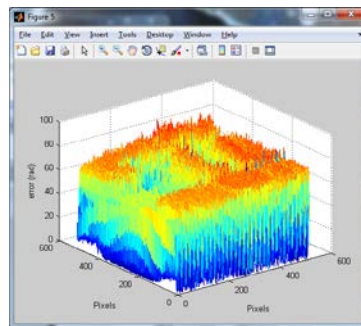 Figure 5
File Edit View Insert Tools Desktop Window Help
100
80
60
40
20
0
error (rad)
600
400
200
0
Pixels
0
200
400
600
Pixels